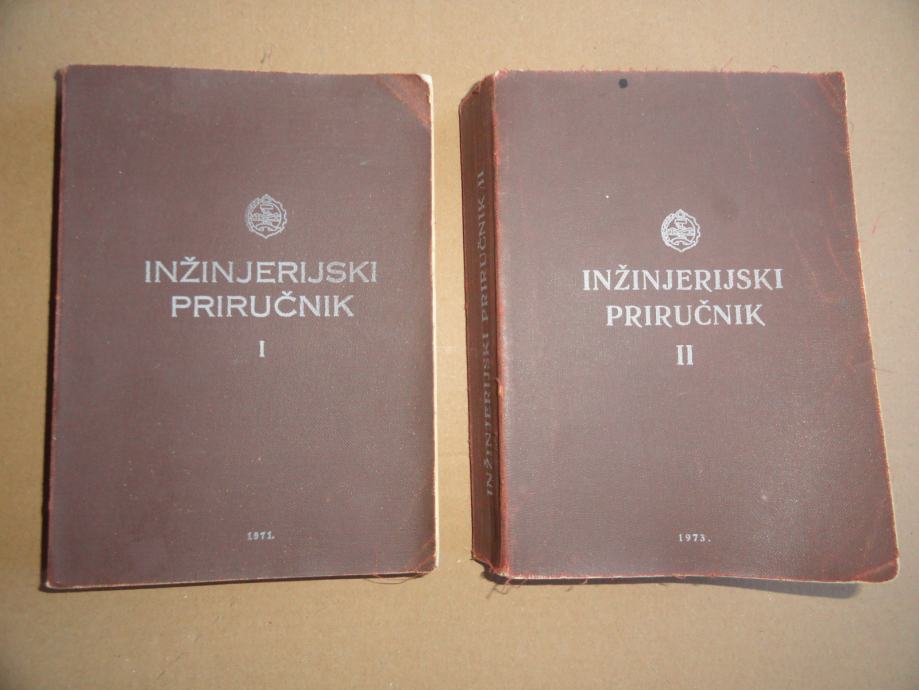 INŽINJERIJSKI
PRIRUČNIK
I
1971.
INŽINJERIJSKI PRIRUČNIK /II
INŽINJERIJSKI
PRIRUČNIK
II
1973.